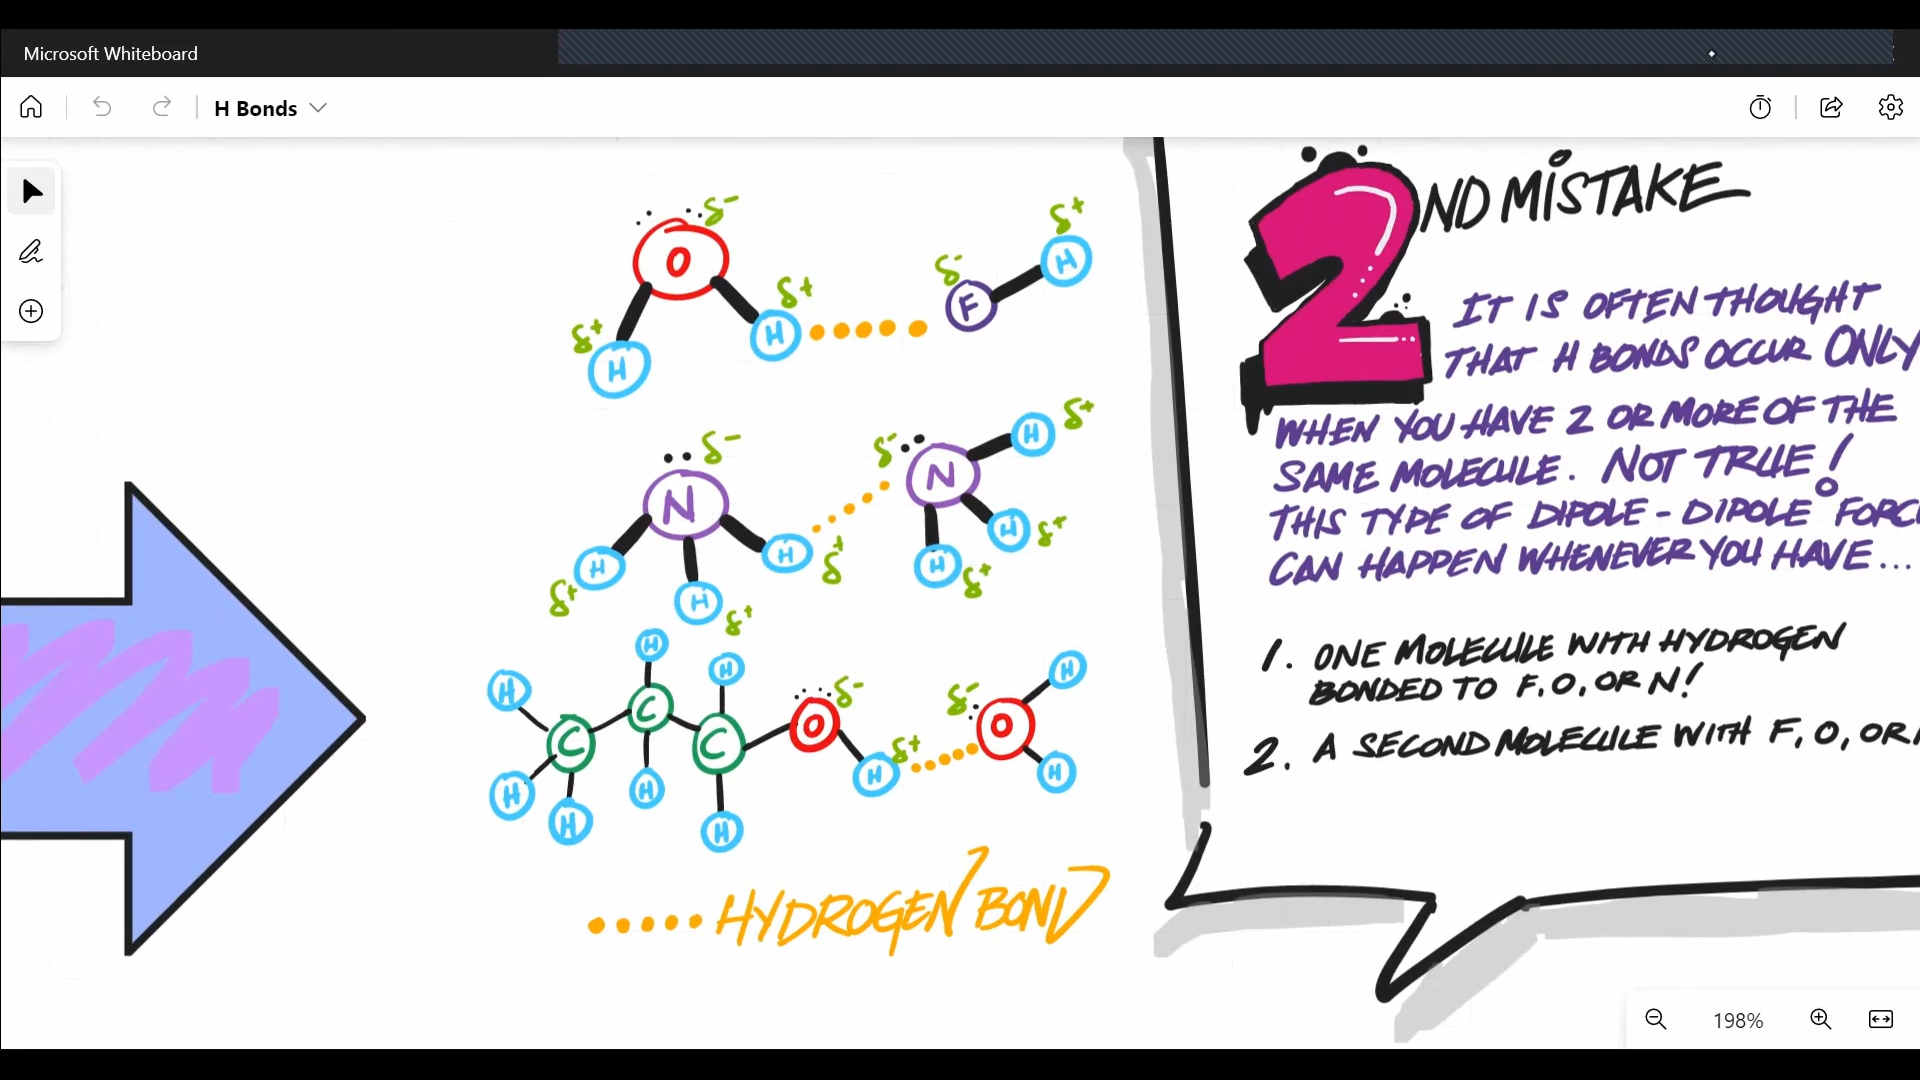 Microsoft Whiteboard
H Bonds
2ND MISTAKE
IT IS OFTEN THOUGHT
THAT H BONDS OCCUR ONLY
WHEN YOU HAVE 2 OR MORE OF THE
SAME MOLECULE. NOT TRUE!
THIS TYPE OF DIPOLE - DIPOLE FORC
CAN HAPPEN WHENEVER YOU HAVE...
1. ONE MOLECULE WITH HYDROGEN
BONDED TO F, O, OR N!
2. A SECOND MOLECULE WITH F, O, OR
δ-
O
δ+
H
δ+
H
δ-
F
δ+
H
δ-
N
H
δ+
H
δ+
H
δ+
δ-
N
H
δ+
H
δ+
H
δ+
H
H
H
C
C
C
O
δ-
H
H
H
H
H
δ+
δ-
O
H
H
HYDROGEN BOND
198%